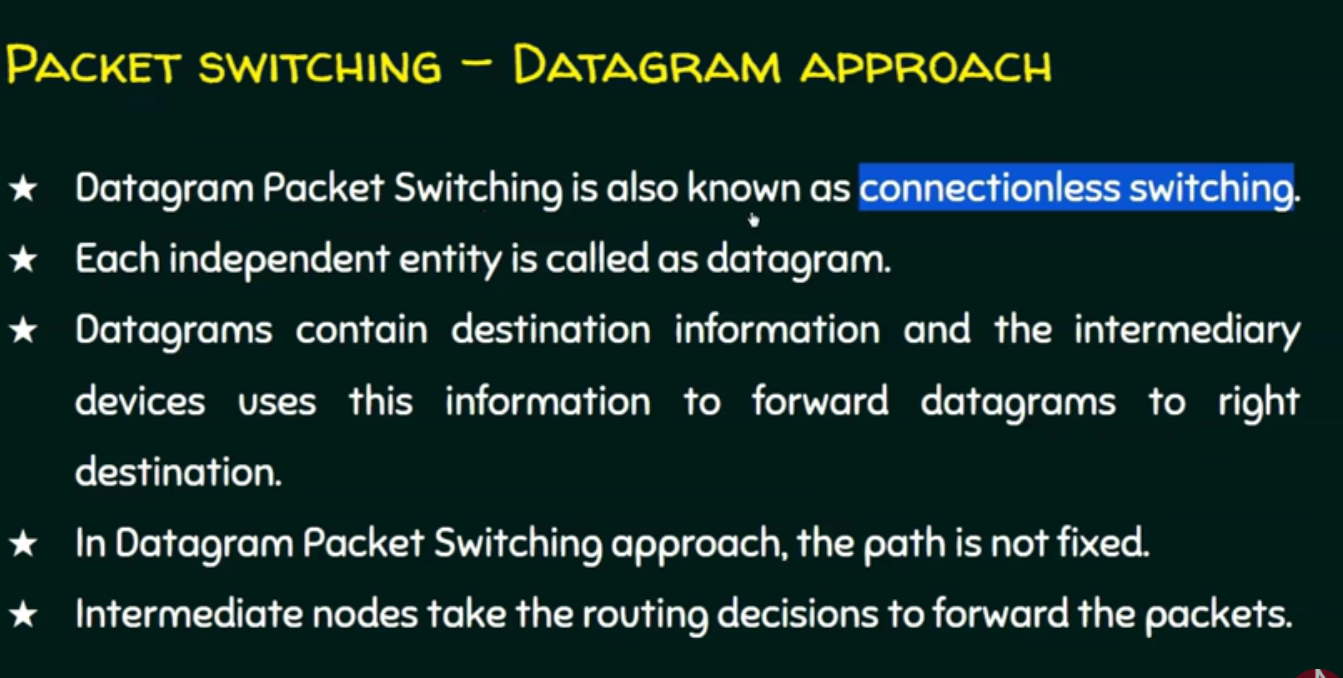 PACKET SWITCHING – DATAGRAM APPROACH
★ Datagram Packet Switching is also known as connectionless switching.
★ Each independent entity is called as datagram.
★ Datagrams contain destination information and the intermediary
devices uses this information to forward datagrams to right
destination.
★ In Datagram Packet Switching approach, the path is not fixed.
★ Intermediate nodes take the routing decisions to forward the packets.